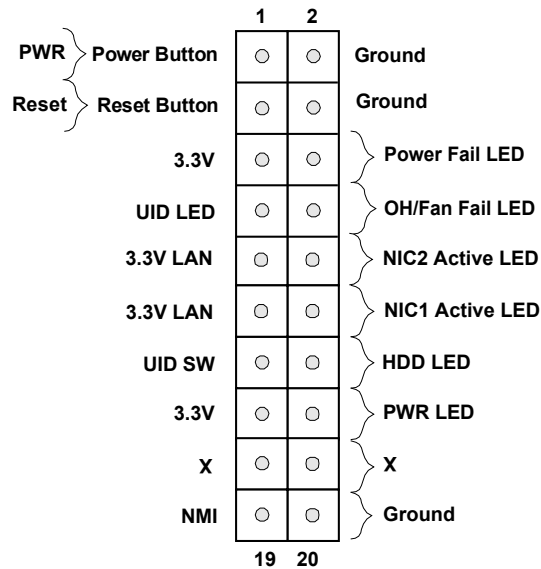 1 2
PWR Power Button Ground
Reset Reset Button Ground
3.3V Power Fail LED
UID LED OH/Fan Fail LED
3.3V LAN NIC2 Active LED
3.3V LAN NIC1 Active LED
UID SW HDD LED
3.3V PWR LED
X X
NMI Ground
19 20